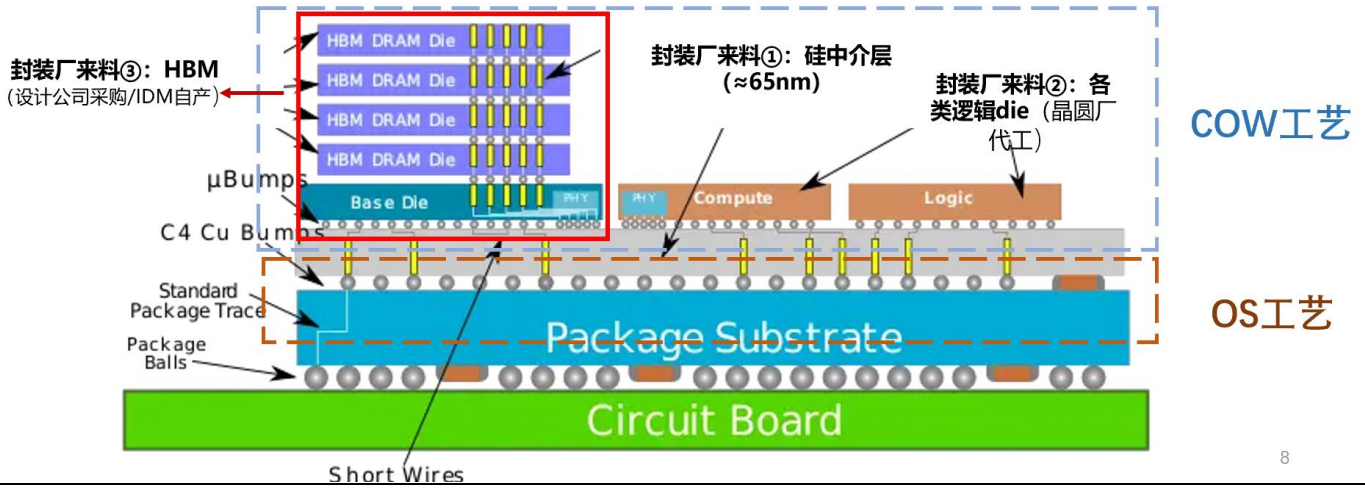 HBM DRAM Die
HBM DRAM Die
HBM DRAM Die
HBM DRAM Die
封装厂来料③：HBM
（设计公司采购/IDM自产）
封装厂来料①：硅中介层
(≈65nm)
封装厂来料②：各
类逻辑die（晶圆厂
代工）
COW工艺
μBumps
Base Die
PHY
PHY
Compute
Logic
C4 Cu Bumps
Standard
Package Trace
OS工艺
Package Substrate
Package
Balls
Circuit Board
Short Wires
8